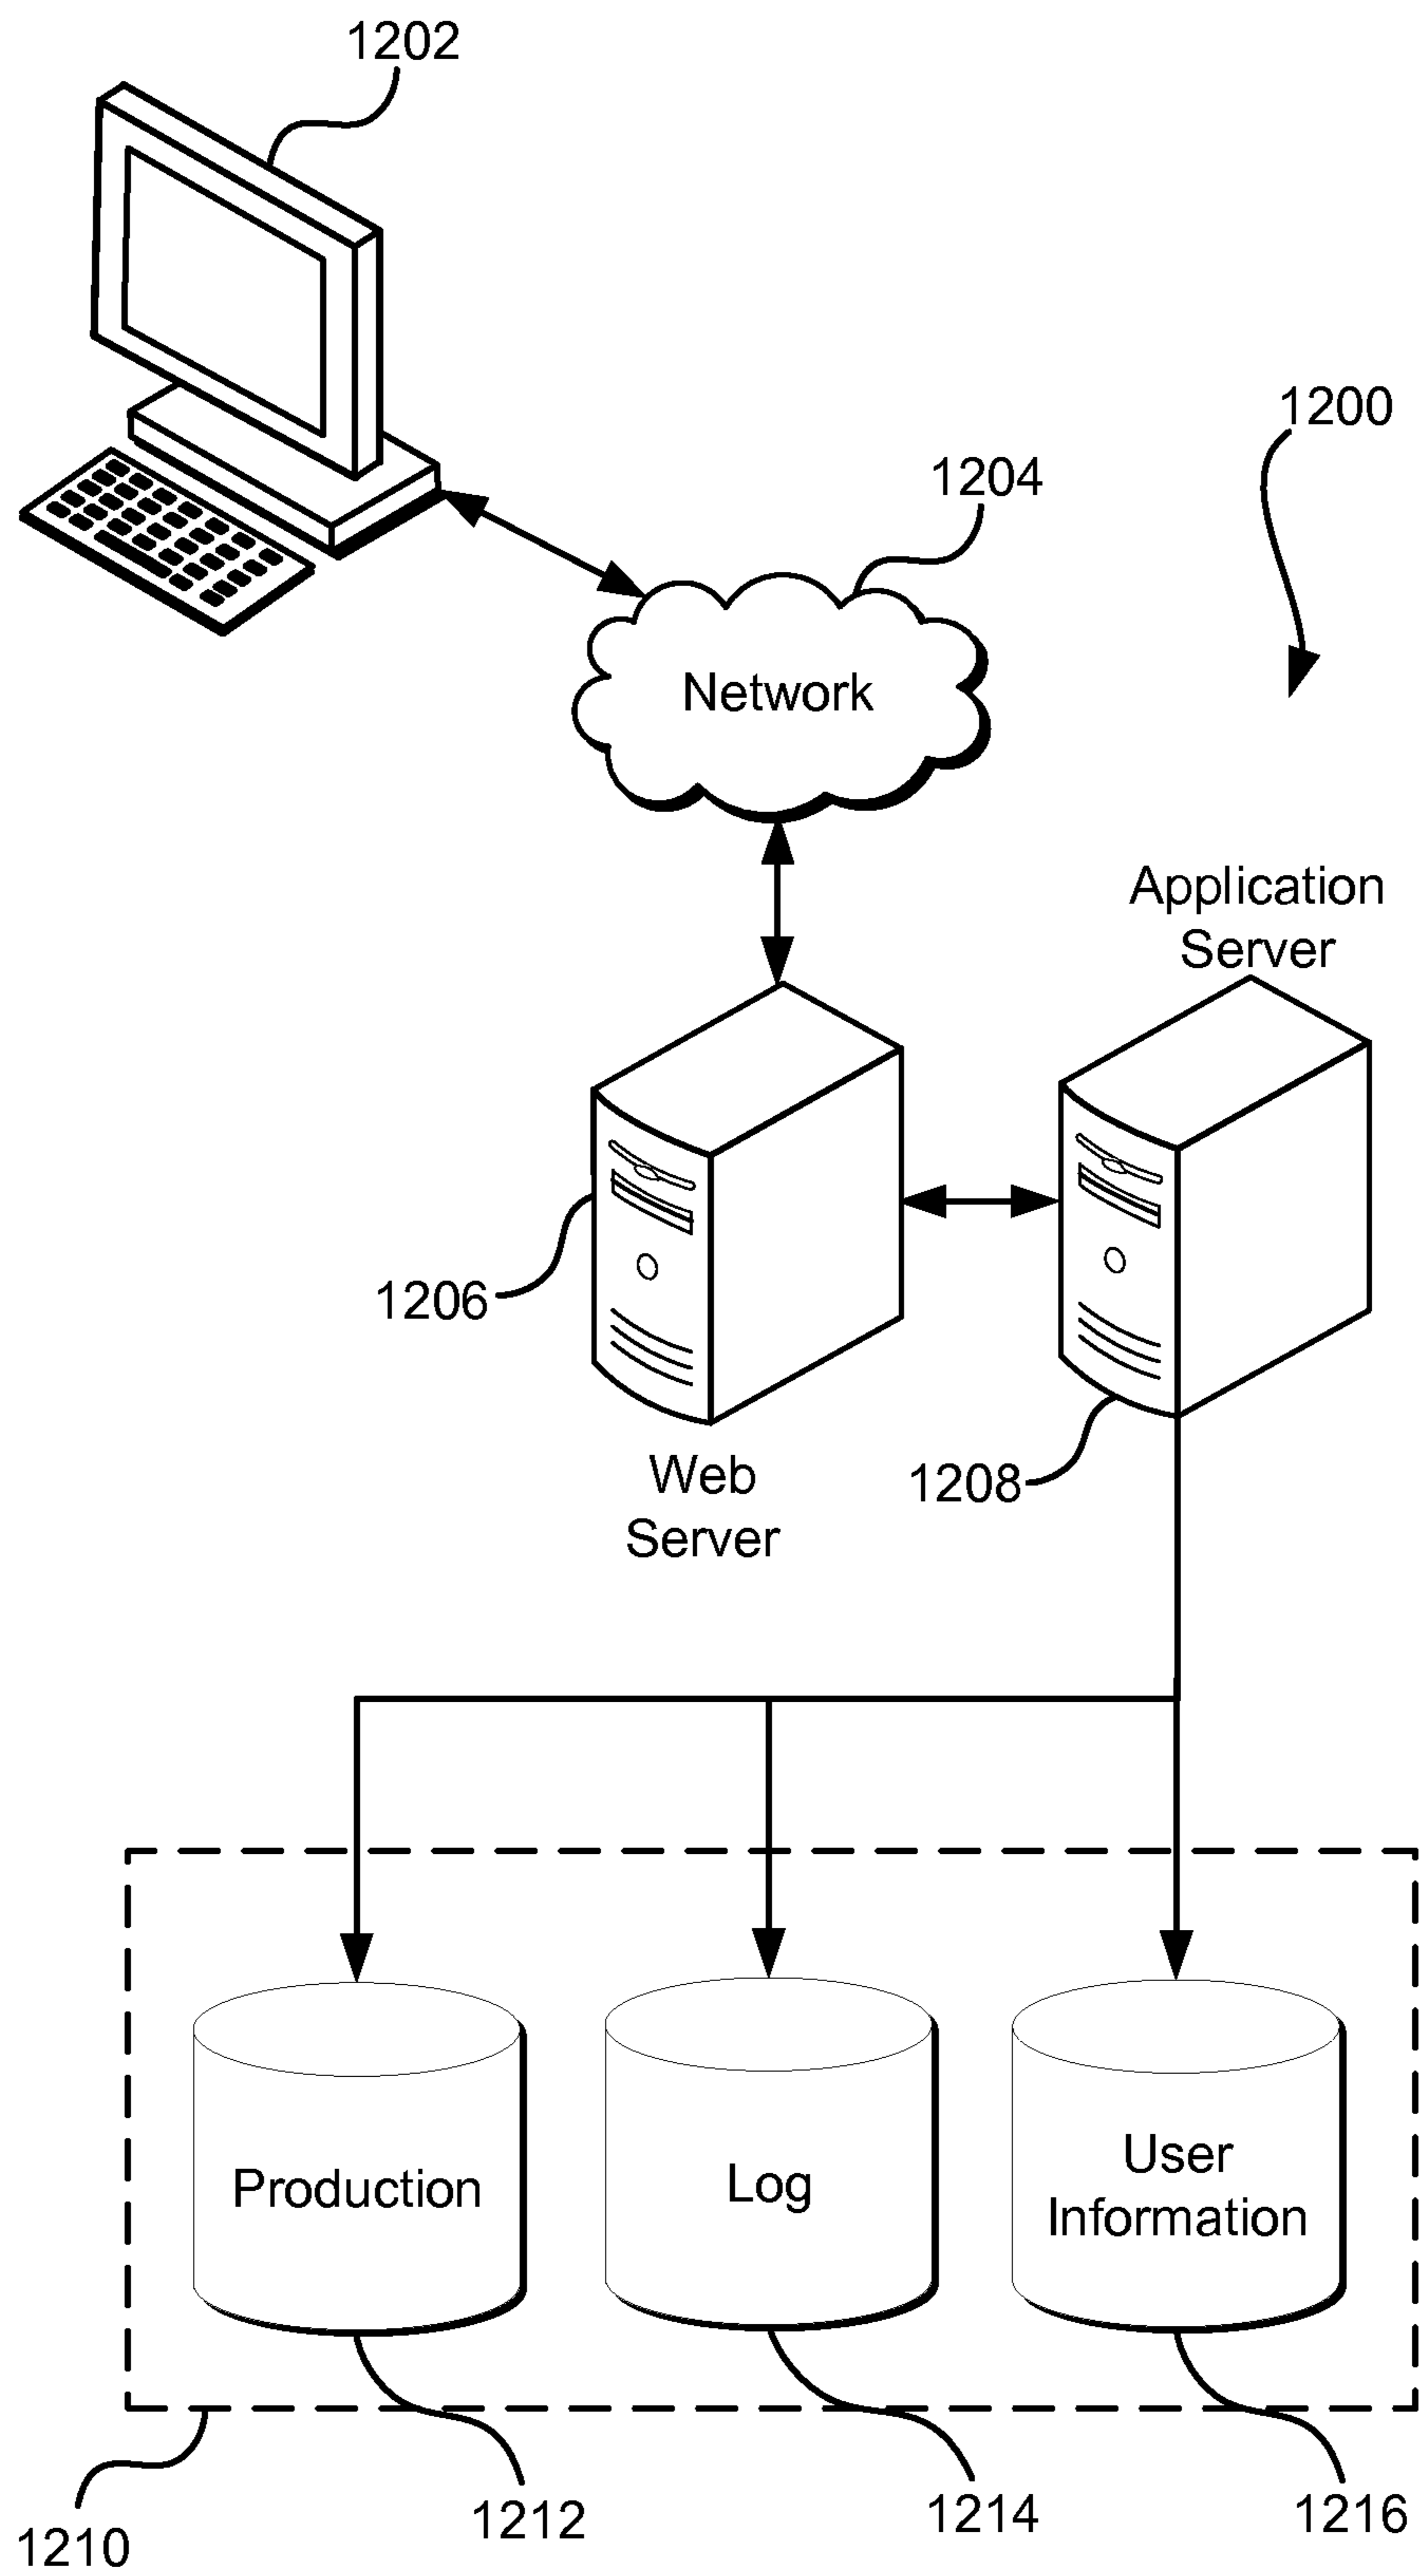 1202
1200
1204
Network
Application
Server
1206
Web
Server
1208
Production
Log
User
Information
1210
1212
1214
1216